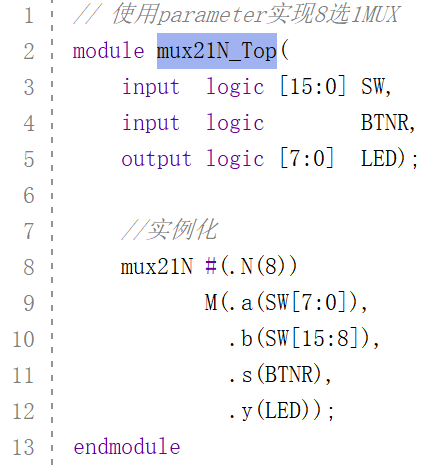 1 // 使用parameter实现8选1MUX
2 module mux21N_Top(
3 input logic [15:0] SW,
4 input logic BTNR,
5 output logic [7:0] LED);
6
7 //实例化
8 mux21N #(.N(8))
9 M(.a(SW[7:0]),
10 .b(SW[15:8]),
11 .s(BTNR),
12 .y(LED));
13 endmodule